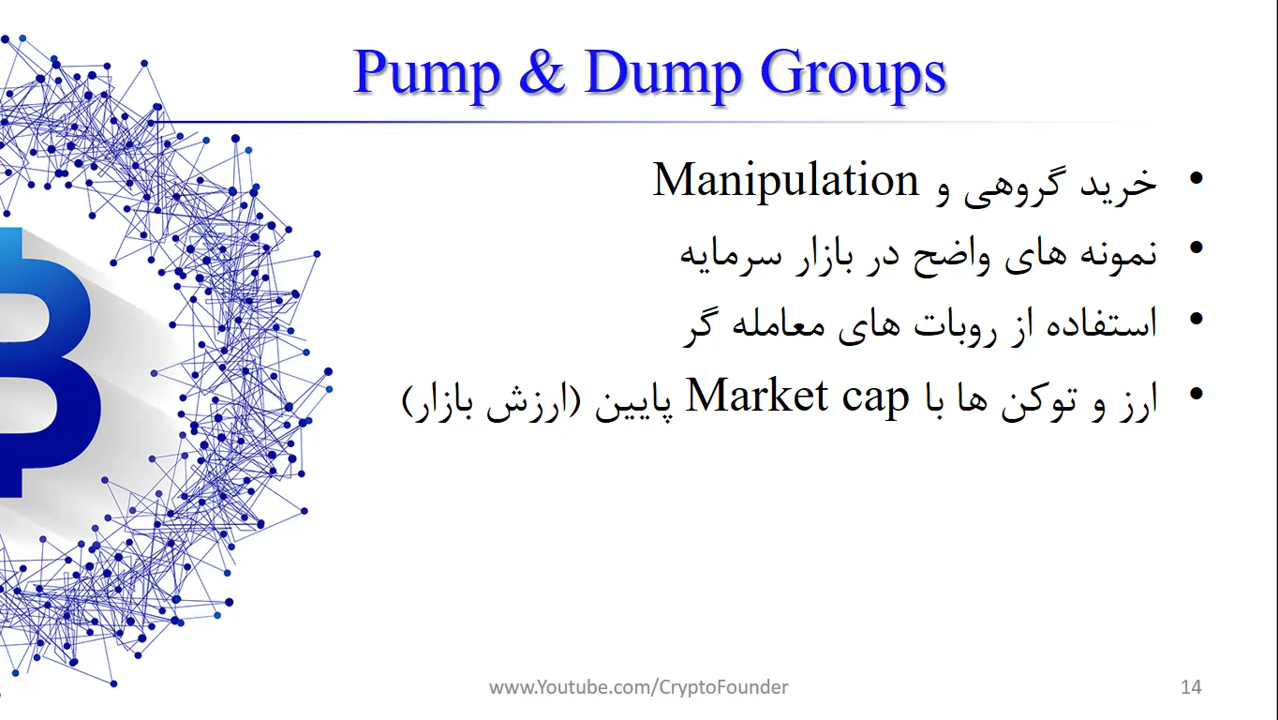 Pump & Dump Groups
• خرید گروهی و Manipulation
• نمونه های واضح در بازار سرمایه
• استفاده از روبات های معامله گر
• ارز و توکن ها با Market cap پایین (ارزش بازار)
www.Youtube.com/CryptoFounder
14